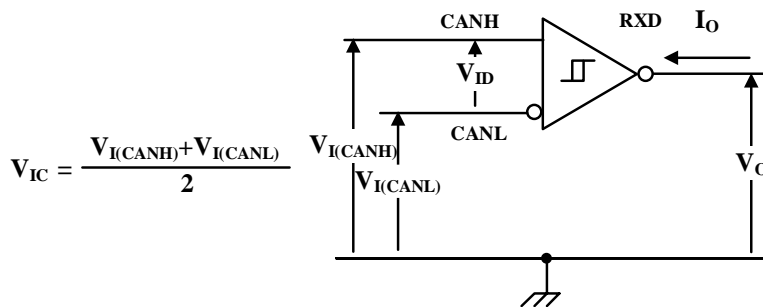 CANH
RXD
I_O
V_ID
CANL
V_IC = (V_I(CANH)+V_I(CANL))/2
V_I(CANH)
V_I(CANL)
V_O